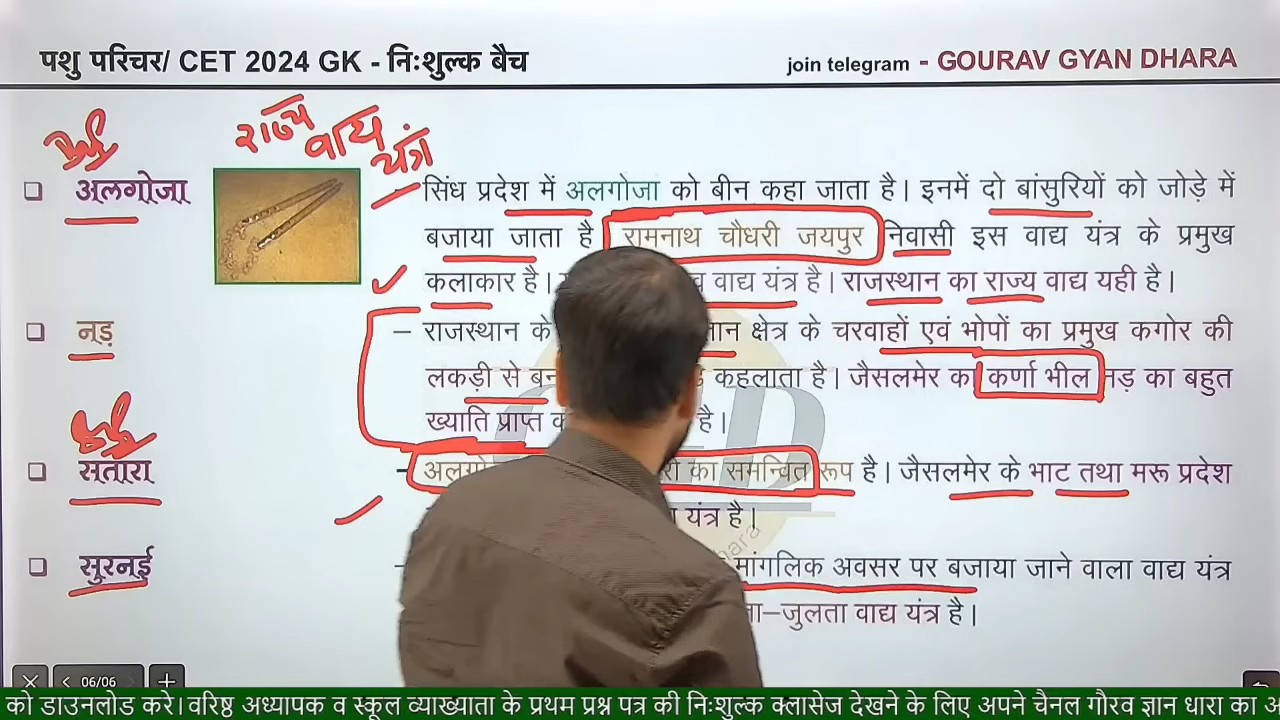 पशु परिचर/ CET 2024 GK - निःशुल्क बैच
join telegram - GOURAV GYAN DHARA
राज्य वाद्य यंत्र
अलगोजा
– सिंध प्रदेश में अलगोजा को बीन कहा जाता है। इनमें दो बांसुरियों को जोड़े में
बजाया जाता है रामनाथ चौधरी जयपुर निवासी इस वाद्य यंत्र के प्रमुख
कलाकार है। वाद्य यंत्र है। राजस्थान का राज्य वाद्य यही है।
नड़
– राजस्थान के क्षेत्र के चरवाहों एवं भोपों का प्रमुख कगोर की
लकड़ी से कहलाता है। जैसलमेर का कर्णा भील नड़ का बहुत
ख्याति प्राप्त है।
सतारा
– का समन्वित रूप है। जैसलमेर के भाट तथा मरू प्रदेश
यंत्र है।
सुरनई
– मांगलिक अवसर पर बजाया जाने वाला वाद्य यंत्र
जुलता वाद्य यंत्र है।
06/06
को डाउनलोड करे। वरिष्ठ अध्यापक व स्कूल व्याख्याता के प्रथम प्रश्न पत्र की निःशुल्क क्लासेज देखने के लिए अपने चैनल गौरव ज्ञान धारा का